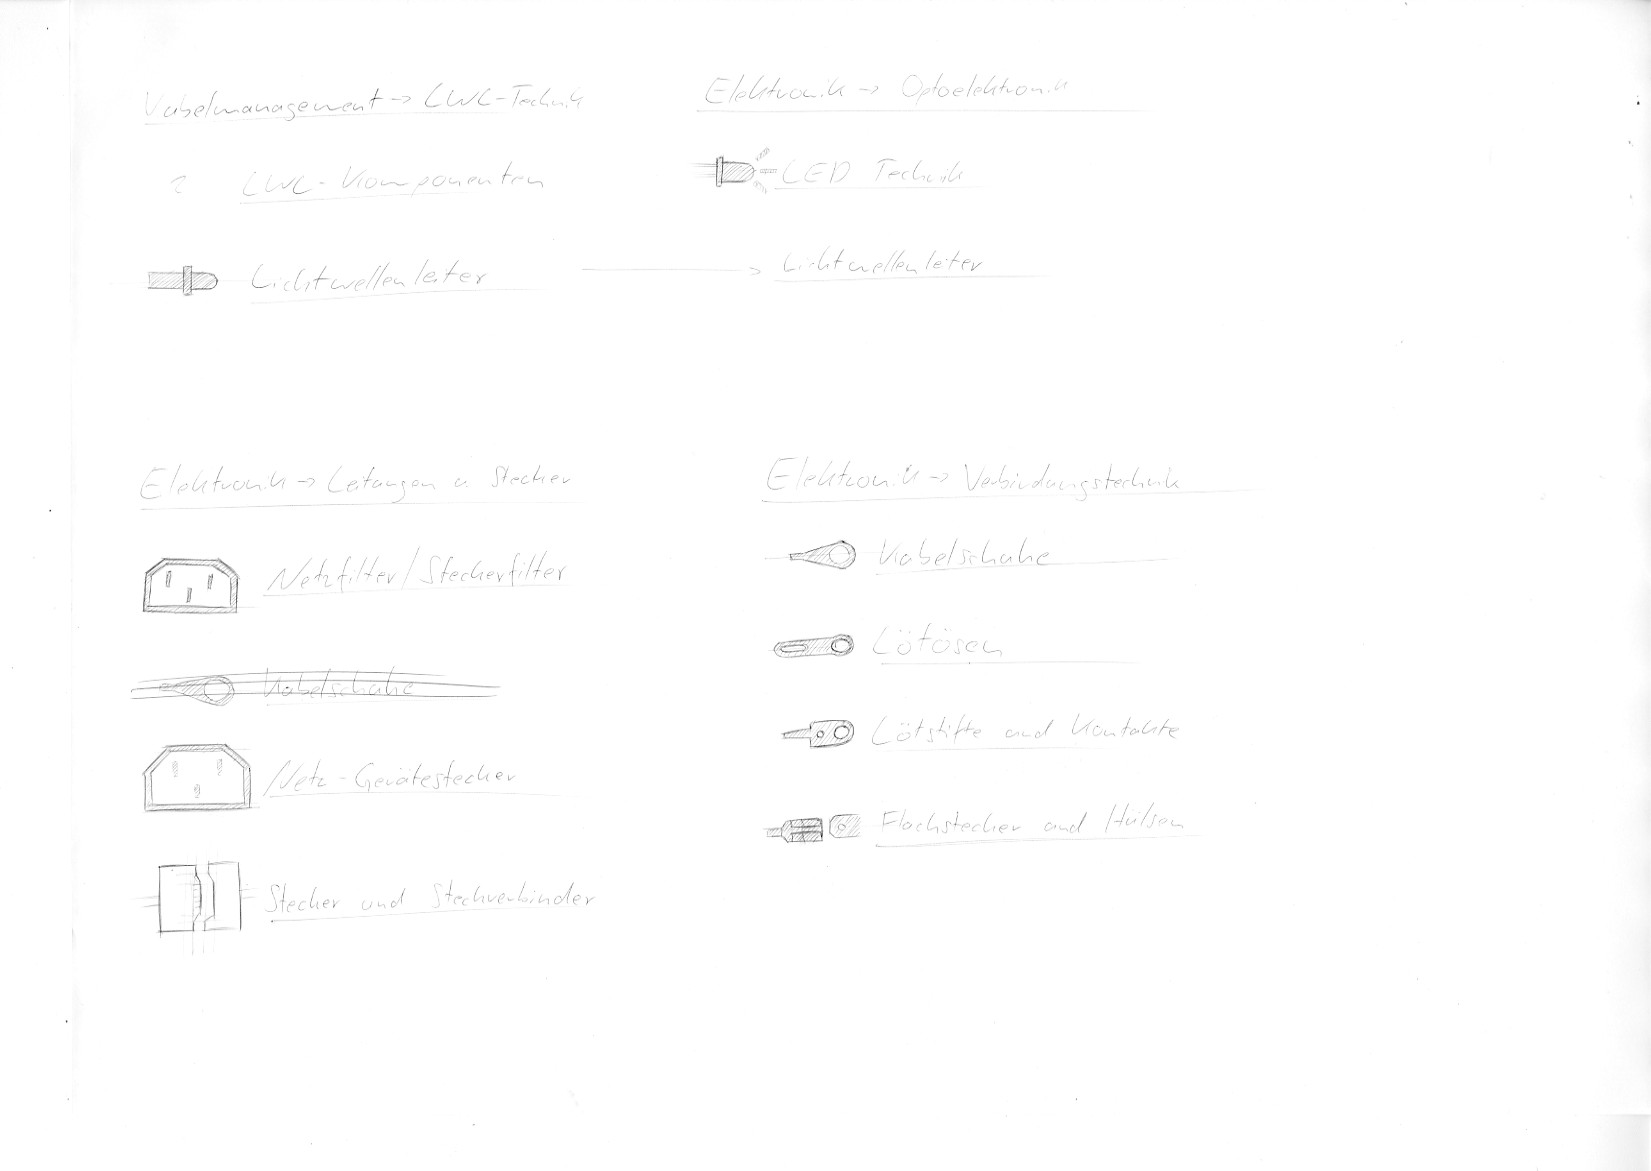 Kabelmanagement → LWL-Technik
? LWL-Komponenten
Lichtwellenleiter
Elektronik → Optoelektronik
LED Technik
Lichtwellenleiter
Elektronik → Leitungen u. Stecker
Netzfilter/Steckerfilter
Kabelschuhe
Netz-Gerätestecker
Stecker und Steckverbinder
Elektronik → Verbindungstechnik
Kabelschuhe
Lötösen
Lötstifte und Kontakte
Flachstecker und Hülsen